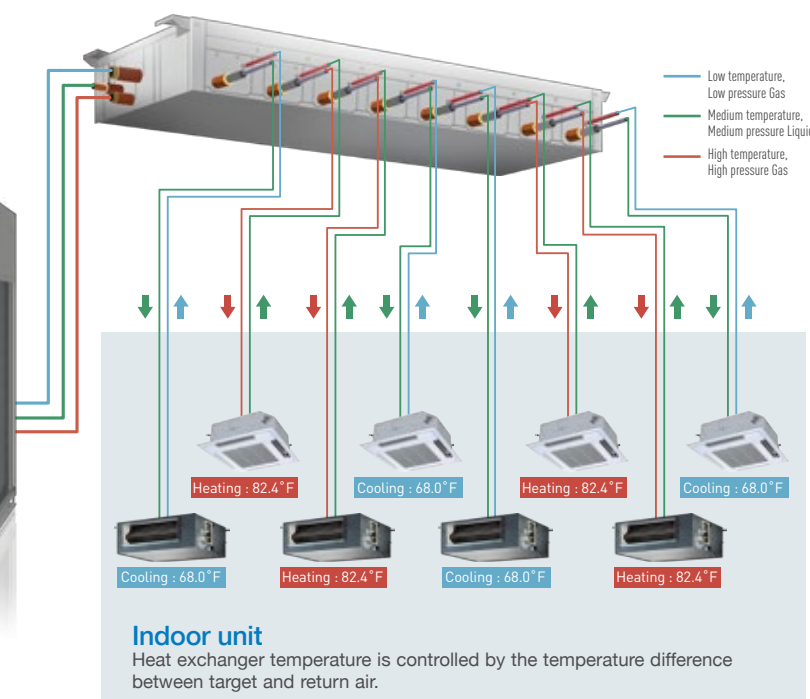 Low temperature,
Low pressure Gas
Medium temperature,
Medium pressure
High temperature,
High pressure Gas
Heating : 82.4˚F
Cooling : 68.0˚F
Heating : 82.4˚F
Cooling : 68.0˚F
Cooling : 68.0˚F
Heating : 82.4˚F
Cooling : 68.0˚F
Heating : 82.4˚F
Indoor unit
Heat exchanger temperature is controlled by the temperature difference
between target and return air.